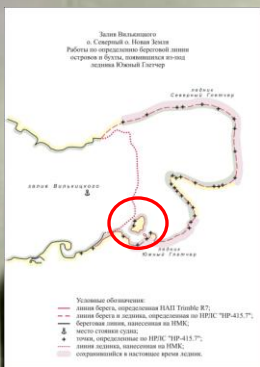 Залив Вилькицкого
о. Северный о. Новая Земля
Работы по определению береговой линии
островов и бухты, появившихся из-под
ледника Южный Глетчер
ледник
Северный Глетчер
залив Вилькицкого
ледник
Южный Глетчер
Условные обозначения:
линия берега, определенная НАП Trimble R7;
линия берега и ледника, определенная по НРЛС "НР-415.7";
береговая линия, нанесенная на НМК;
место стоянки судна;
точки, определенные по НРЛС "НР-415.7";
линия ледника, нанесенная на НМК;
сохранившийся в настоящее время ледник.